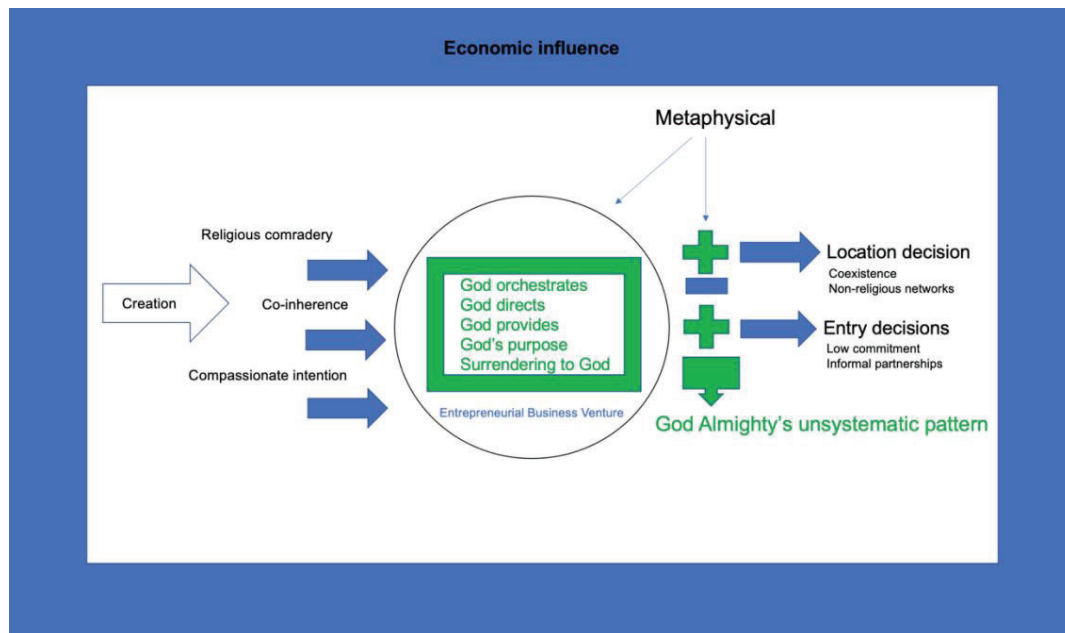 Economic influence
Metaphysical
Religious comradery
Creation
Co-inherence
Compassionate intention
God orchestrates
God directs
God provides
God's purpose
Surrendering to God
Entrepreneurial Business Venture
Location decision
Coexistence
Non-religious networks
Entry decisions
Low commitment
Informal partnerships
God Almighty's unsystematic pattern